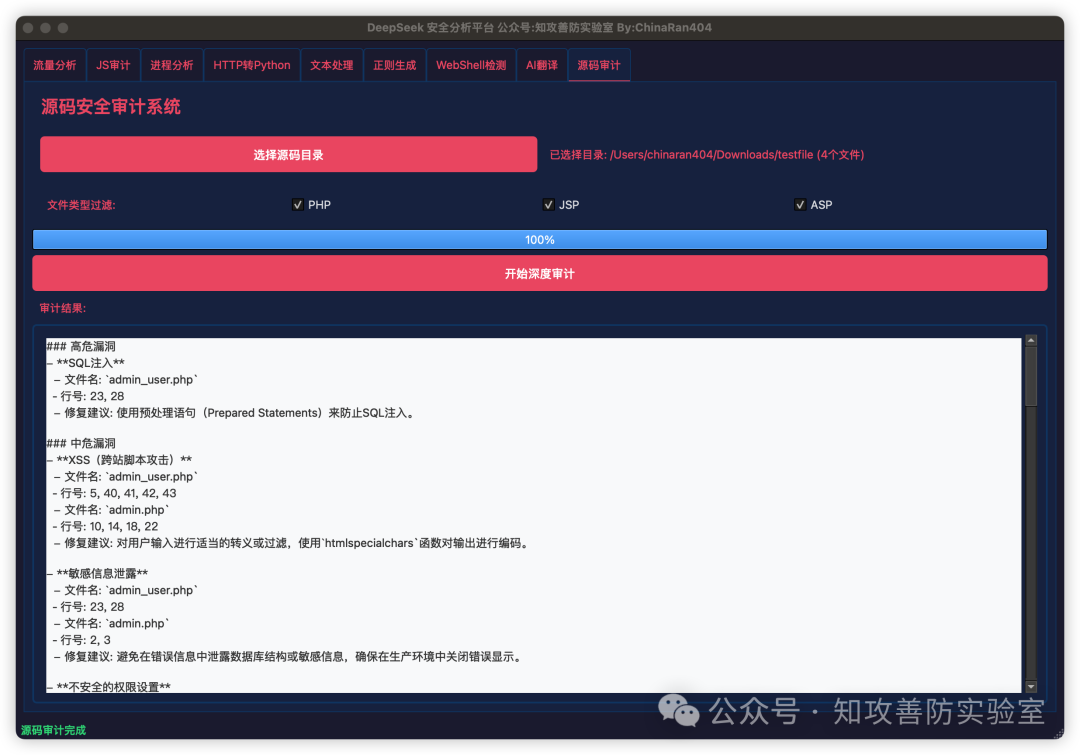 DeepSeek 安全分析平台 公众号:知攻善防实验室 By:ChinaRan404
流量分析 JS审计 进程分析 HTTP转Python 文本处理 正则生成 WebShell检测 AI翻译 源码审计
源码安全审计系统
选择源码目录 已选择目录: /Users/chinaran404/Downloads/testfile (4个文件)
文件类型过滤: PHP JSP ASP
100%
开始深度审计
审计结果:
### 高危漏洞
– **SQL注入**
– 文件名: `admin_user.php`
- 行号: 23, 28
– 修复建议: 使用预处理语句（Prepared Statements）来防止SQL注入。
### 中危漏洞
– **XSS（跨站脚本攻击）**
– 文件名: `admin_user.php`
- 行号: 5, 40, 41, 42, 43
– 文件名: `admin.php`
- 行号: 10, 14, 18, 22
– 修复建议: 对用户输入进行适当的转义或过滤，使用`htmlspecialchars`函数对输出进行编码。
– **敏感信息泄露**
– 文件名: `admin_user.php`
- 行号: 23, 28
– 文件名: `admin.php`
- 行号: 2, 3
– 修复建议: 避免在错误信息中泄露数据库结构或敏感信息，确保在生产环境中关闭错误显示。
– **不安全的权限设置**
公众号 · 知攻善防实验室
源码审计完成